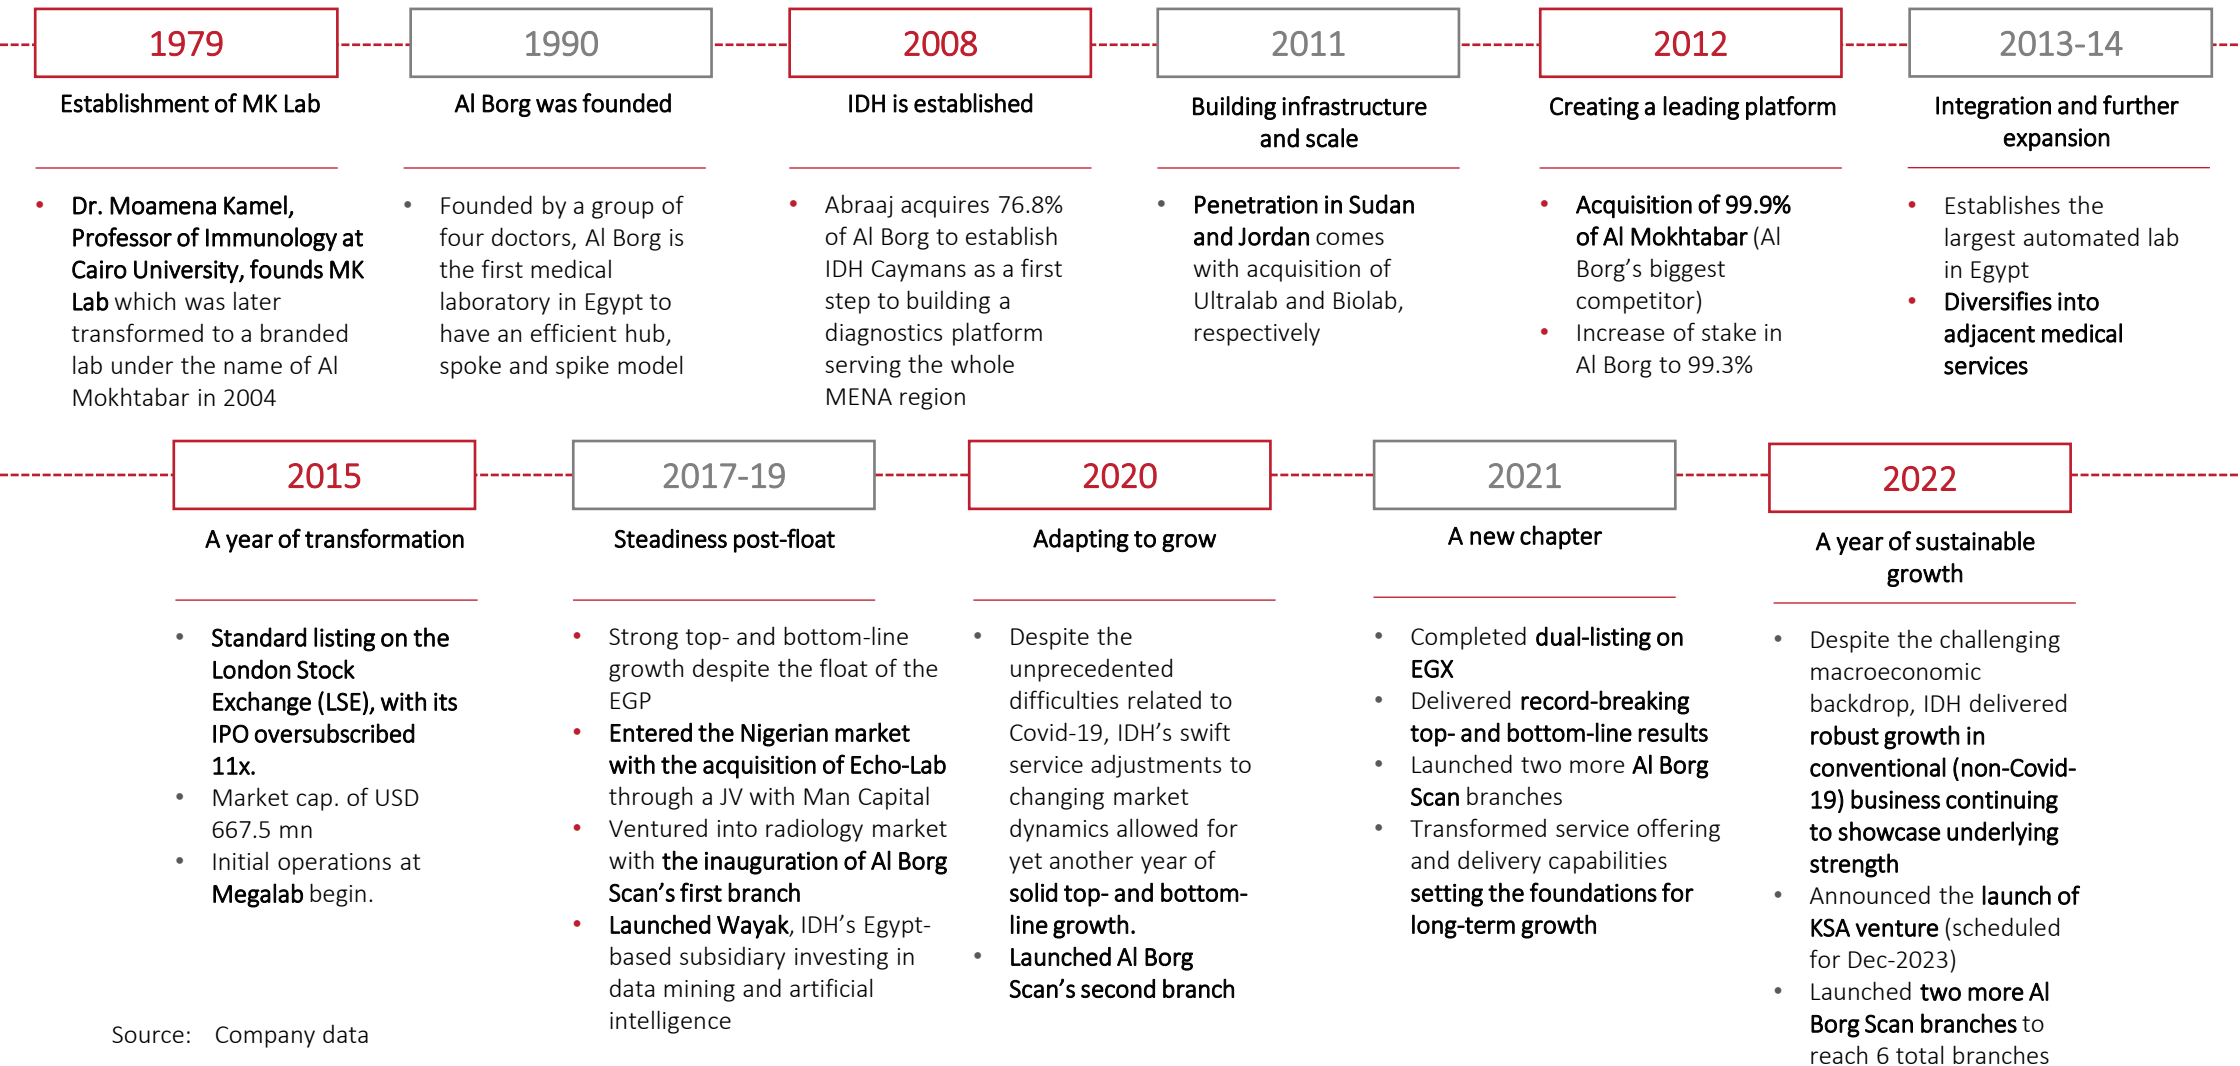 1979
Establishment of MK Lab
• Dr. Moamena Kamel,
Professor of Immunology at
Cairo University, founds MK
Lab which was later
transformed to a branded
lab under the name of Al
Mokhtabar in 2004
1990
Al Borg was founded
• Founded by a group of
four doctors, Al Borg is
the first medical
laboratory in Egypt to
have an efficient hub,
spoke and spike model
2008
IDH is established
• Abraaj acquires 76.8%
of Al Borg to establish
IDH Caymans as a first
step to building a
diagnostics platform
serving the whole
MENA region
2011
Building infrastructure
and scale
• Penetration in Sudan
and Jordan comes
with acquisition of
Ultralab and Biolab,
respectively
2012
Creating a leading platform
• Acquisition of 99.9%
of Al Mokhtabar (Al
Borg’s biggest
competitor)
• Increase of stake in
Al Borg to 99.3%
2013-14
Integration and further
expansion
• Establishes the
largest automated lab
in Egypt
• Diversifies into
adjacent medical
services
2015
A year of transformation
• Standard listing on the
London Stock
Exchange (LSE), with its
IPO oversubscribed
11x.
• Market cap. of USD
667.5 mn
• Initial operations at
Megalab begin.
2017-19
Steadiness post-float
• Strong top- and bottom-line
growth despite the float of the
EGP
• Entered the Nigerian market
with the acquisition of Echo-Lab
through a JV with Man Capital
• Ventured into radiology market
with the inauguration of Al Borg
Scan’s first branch
• Launched Wayak, IDH’s Egypt-
based subsidiary investing in
data mining and artificial
intelligence
2020
Adapting to grow
• Despite the
unprecedented
difficulties related to
Covid-19, IDH’s swift
service adjustments to
changing market
dynamics allowed for
yet another year of
solid top- and bottom-
line growth.
• Launched Al Borg
Scan’s second branch
2021
A new chapter
• Completed dual-listing on
EGX
• Delivered record-breaking
top- and bottom-line results
• Launched two more Al Borg
Scan branches
• Transformed service offering
and delivery capabilities
setting the foundations for
long-term growth
2022
A year of sustainable
growth
• Despite the challenging
macroeconomic
backdrop, IDH delivered
robust growth in
conventional (non-Covid-
19) business continuing
to showcase underlying
strength
• Announced the launch of
KSA venture (scheduled
for Dec-2023)
• Launched two more Al
Borg Scan branches to
reach 6 total branches
Source: Company data